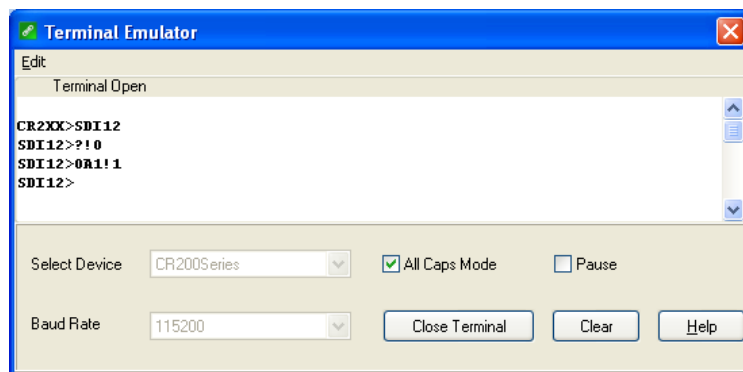 Terminal Emulator
Edit
Terminal Open
CR2XX>SDI12
SDI12>?!0
SDI12>0A1!1
SDI12>
Select Device CR200Series All Caps Mode Pause
Baud Rate 115200 Close Terminal Clear Help